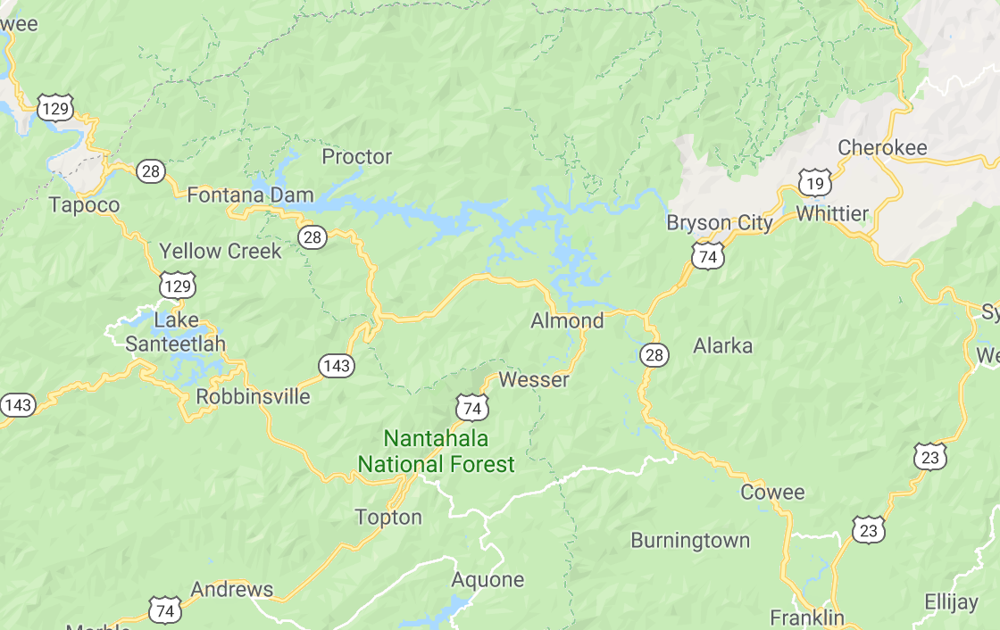 wee
129
Cherokee
Proctor
28
19
Fontana Dam
Tapoco
Whittier
Bryson City
28
Yellow Creek
74
129
Sy
Lake
Santeetlah
Almond
Alarka
28
We
143
Wesser
Robbinsville
143
74
Nantahala
National Forest
23
Cowee
Topton
23
Burningtown
Aquone
Andrews
Ellijay
74
Franklin